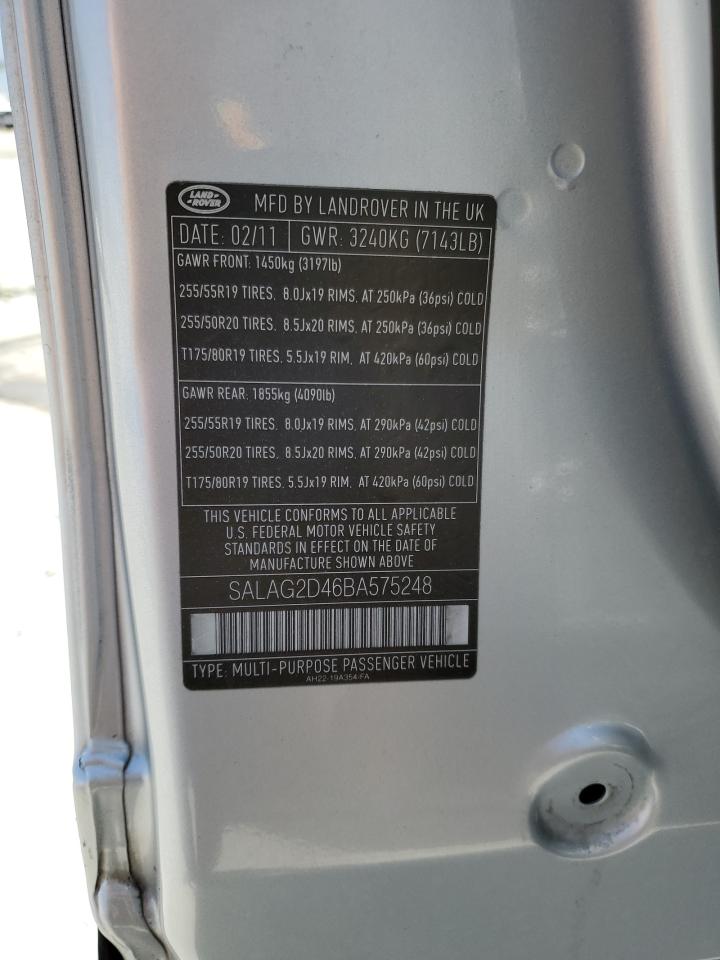 LAND ROVER
MFD BY LANDROVER IN THE UK
DATE: 02/11 GWR: 3240KG (7143LB)
GAWR FRONT: 1450kg (3197lb)
255/55R19 TIRES. 8.0Jx19 RIMS. AT 250kPa (36psi) COLD
255/50R20 TIRES. 8.5Jx20 RIMS. AT 250kPa (36psi) COLD
T175/80R19 TIRES. 5.5Jx19 RIM. AT 420kPa (60psi) COLD
GAWR REAR: 1855kg (4090lb)
255/55R19 TIRES. 8.0Jx19 RIMS. AT 290kPa (42psi) COLD
255/50R20 TIRES. 8.5Jx20 RIMS. AT 290kPa (42psi) COLD
T175/80R19 TIRES. 5.5Jx19 RIM. AT 420kPa (60psi) COLD
THIS VEHICLE CONFORMS TO ALL APPLICABLE
U.S. FEDERAL MOTOR VEHICLE SAFETY
STANDARDS IN EFFECT ON THE DATE OF
MANUFACTURE SHOWN ABOVE
SALAG2D46BA575248
TYPE: MULTI-PURPOSE PASSENGER VEHICLE
AH22-19A354-FA